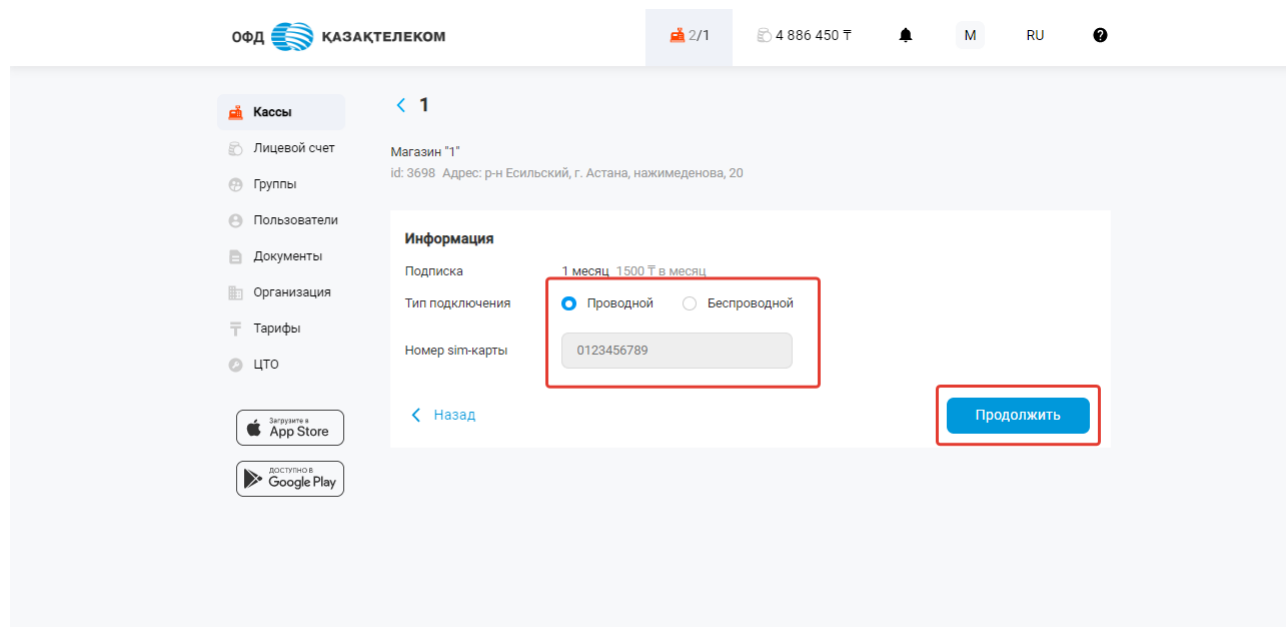 ОФД ҚАЗАҚТЕЛЕКОМ 2/1 4 886 450 ₸ M RU
Кассы
Лицевой счет
Группы
Пользователи
Документы
Организация
Тарифы
ЦТО
Загрузите в
App Store
ДОСТУПНО В
Google Play
1
Магазин "1"
id: 3698 Адрес: р-н Есильский, г. Астана, нажимеденова, 20
Информация
Подписка 1 месяц 1500 ₸ в месяц
Тип подключения Проводной Беспроводной
Номер sim-карты 0123456789
Назад Продолжить